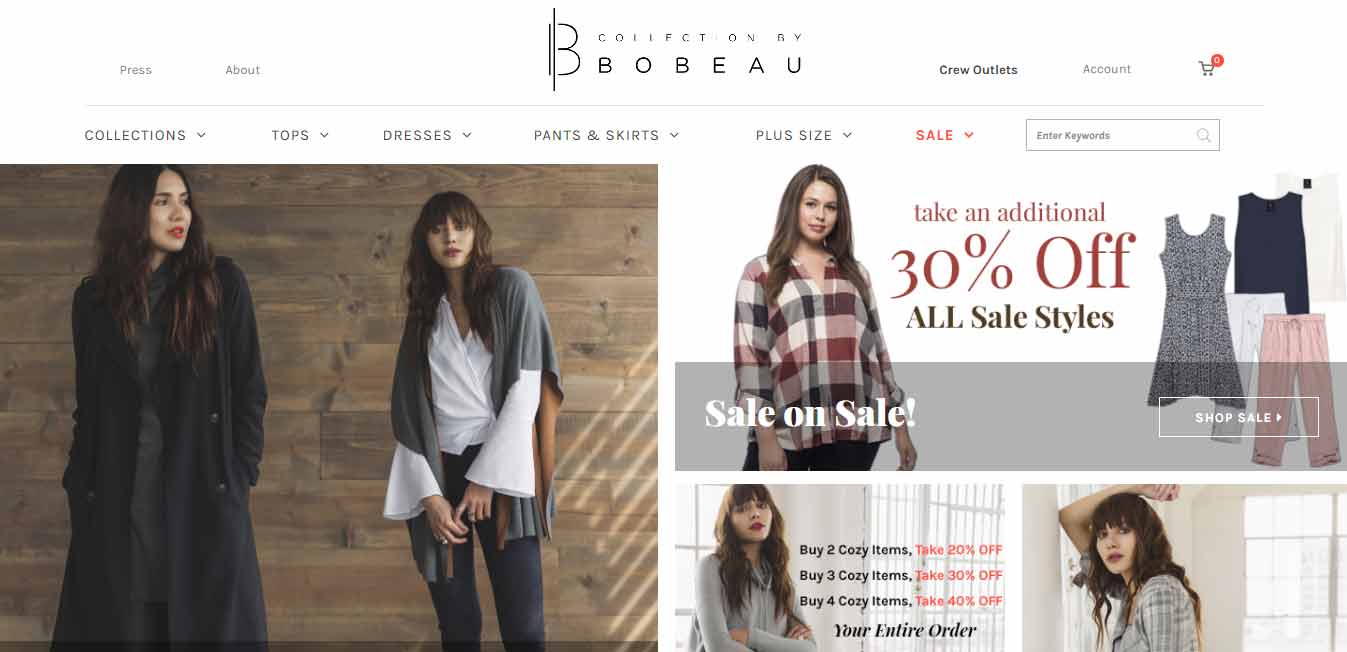 COLLECTION BY
BOBEAU
Press
About
Crew Outlets
Account
0
COLLECTIONS
TOPS
DRESSES
PANTS & SKIRTS
PLUS SIZE
SALE
Enter Keywords
take an additional
30% Off
ALL Sale Styles
Sale on Sale!
SHOP SALE
Buy 2 Cozy Items, Take 20% OFF
Buy 3 Cozy Items, Take 30% OFF
Buy 4 Cozy Items, Take 40% OFF
Your Entire Order